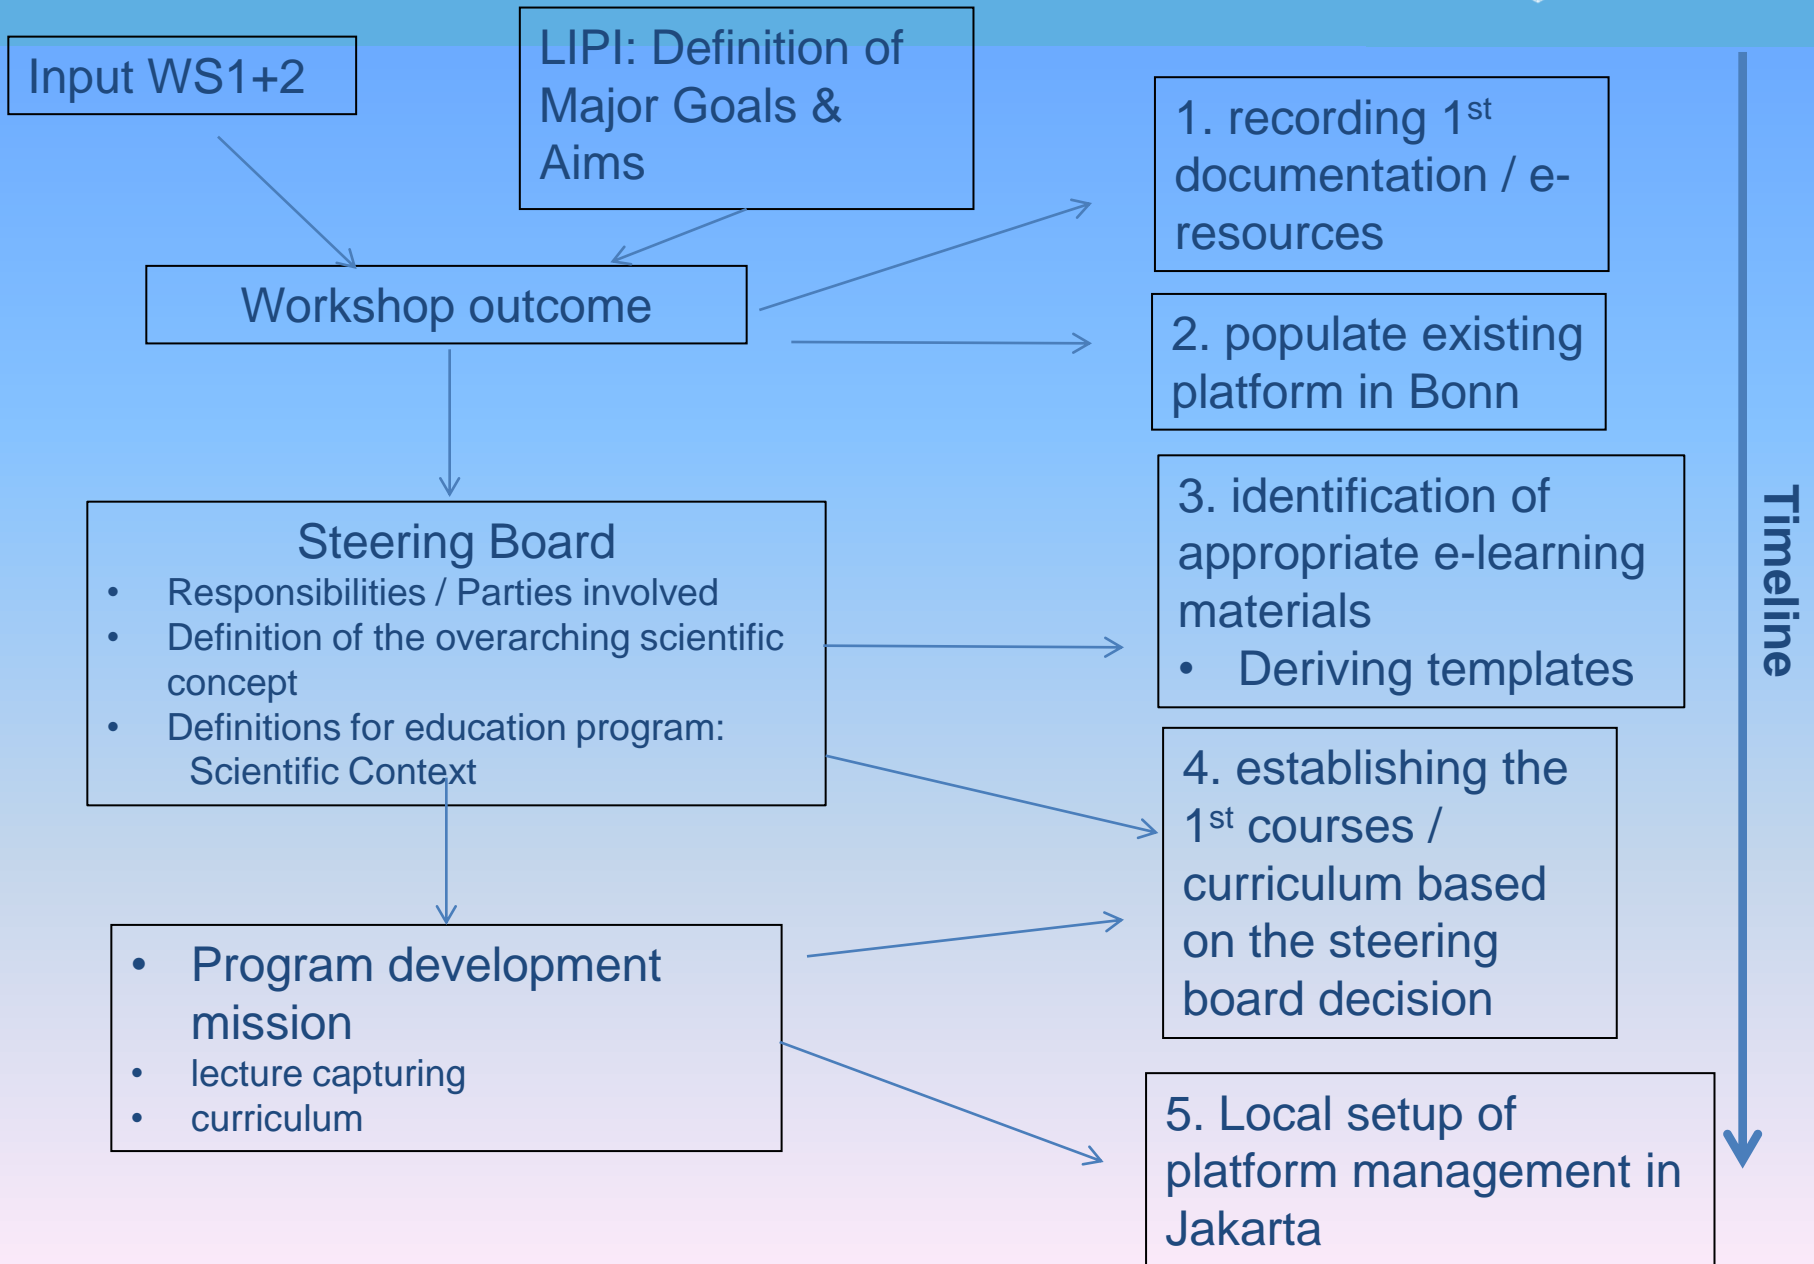 Input WS1+2
LIPI: Definition of
Major Goals &
Aims
Workshop outcome
Steering Board
• Responsibilities / Parties involved
• Definition of the overarching scientific
concept
• Definitions for education program:
Scientific Context
• Program development
mission
• lecture capturing
• curriculum
1. recording 1st
documentation / e-
resources
2. populate existing
platform in Bonn
3. identification of
appropriate e-learning
materials
• Deriving templates
4. establishing the
1st courses /
curriculum based
on the steering
board decision
5. Local setup of
platform management in
Jakarta
Timeline